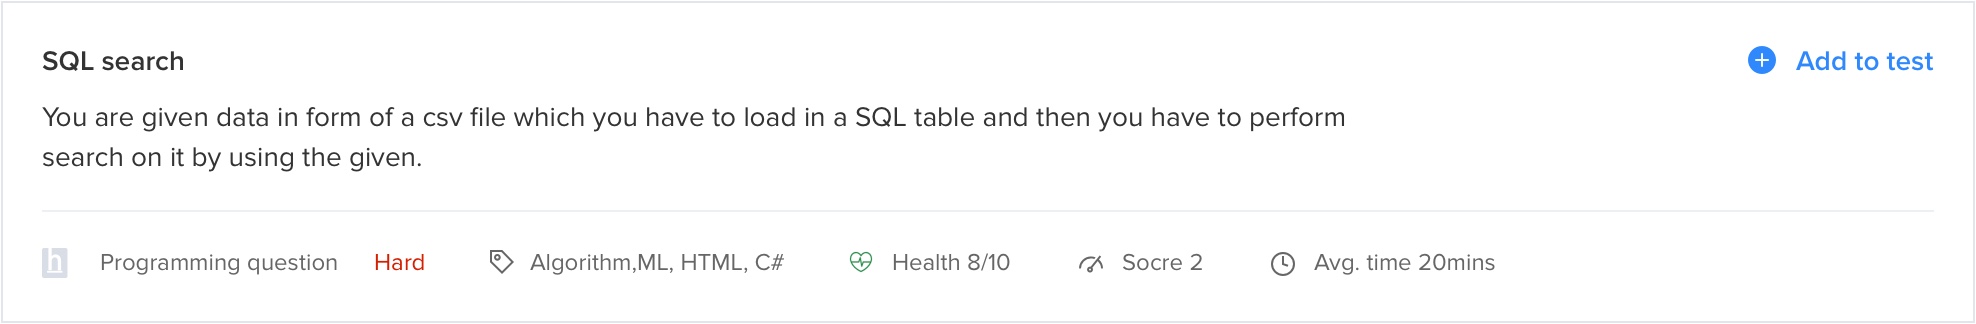 SQL search
Add to test
You are given data in form of a csv file which you have to load in a SQL table and then you have to perform
search on it by using the given.
h Programming question Hard Algorithm,ML, HTML, C# Health 8/10 Socre 2 Avg. time 20mins